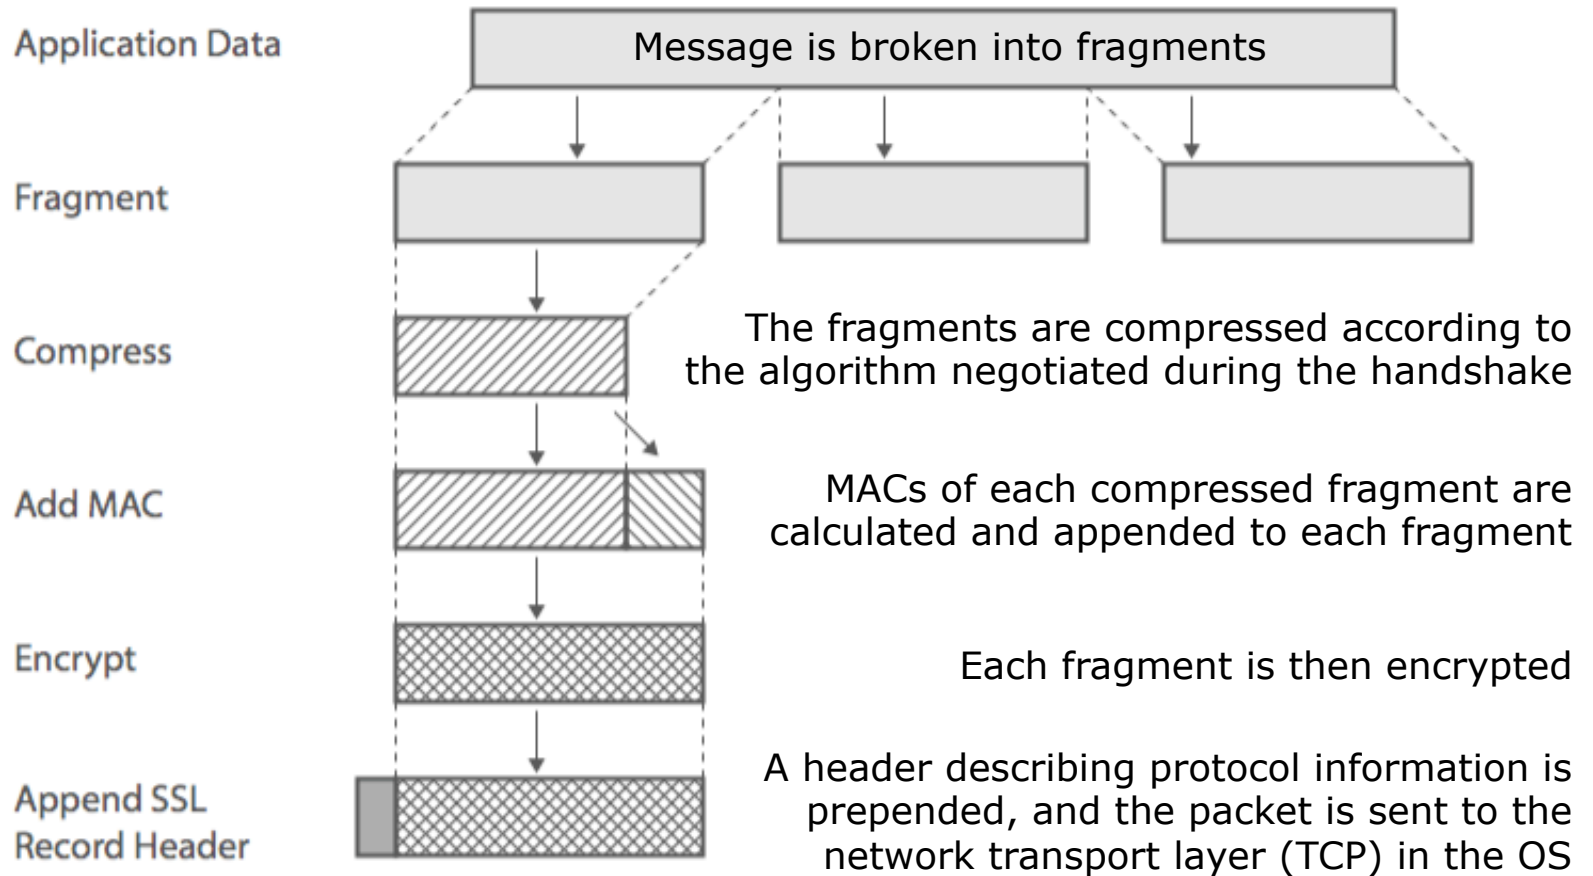 Application Data
Message is broken into fragments
Fragment
Compress
The fragments are compressed according to
the algorithm negotiated during the handshake
Add MAC
MACs of each compressed fragment are
calculated and appended to each fragment
Encrypt
Each fragment is then encrypted
Append SSL
Record Header
A header describing protocol information is
prepended, and the packet is sent to the
network transport layer (TCP) in the OS